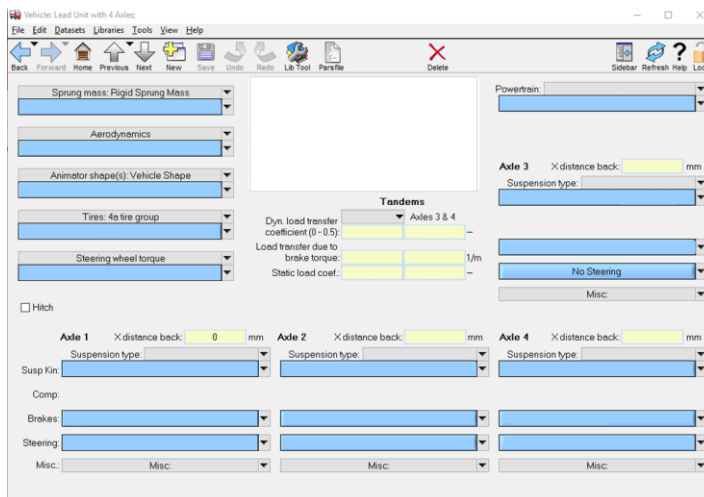 Vehicle: Lead Unit with 4 Axles;
File Edit Datasets Libraries Tools View Help
Back Forward Home Previous Next New Save Undo Redo Lib Tool Parsfile Delete Sidebar Refresh Help
Sprung mass: Rigid Sprung Mass
Powertrain:
Aerodynamics
Animator shape(s): Vehicle Shape
Axle 3 X distance back: mm
Suspension type:
Tires: 4a tire group
Tandems
Dyn. load transfer coefficient (0 - 0.5): Axles 3 & 4 –
Load transfer due to brake torque: 1/m
Static load coef.: –
Steering wheel torque
No Steering
Misc:
Hitch
Axle 1 X distance back: 0 mm Axle 2 X distance back: mm Axle 4 X distance back: mm
Suspension type: Suspension type: Suspension type:
Susp Kin:
Comp:
Brakes:
Steering:
Misc.: Misc: Misc: Misc: